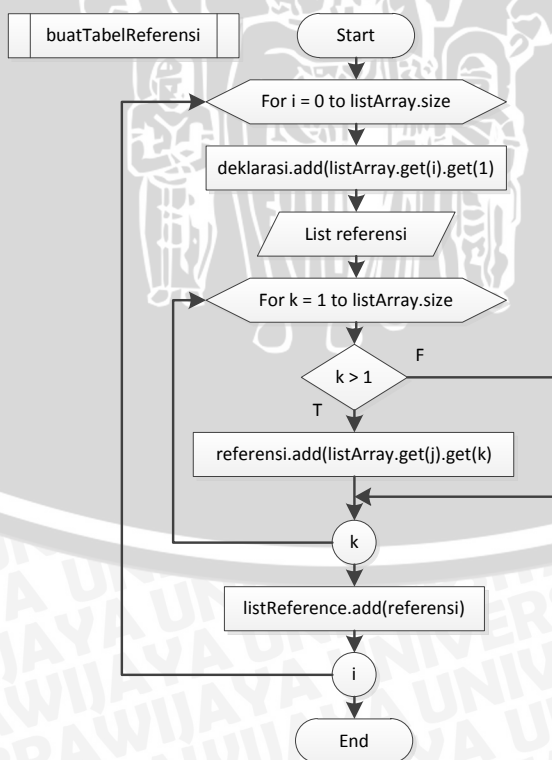 buatTabelReferensi
Start
For i = 0 to listArray.size
deklarasi.add(listArray.get(i).get(1)
List referensi
For k = 1 to listArray.size
k > 1
F
T
referensi.add(listArray.get(j).get(k)
k
listReference.add(referensi)
i
End